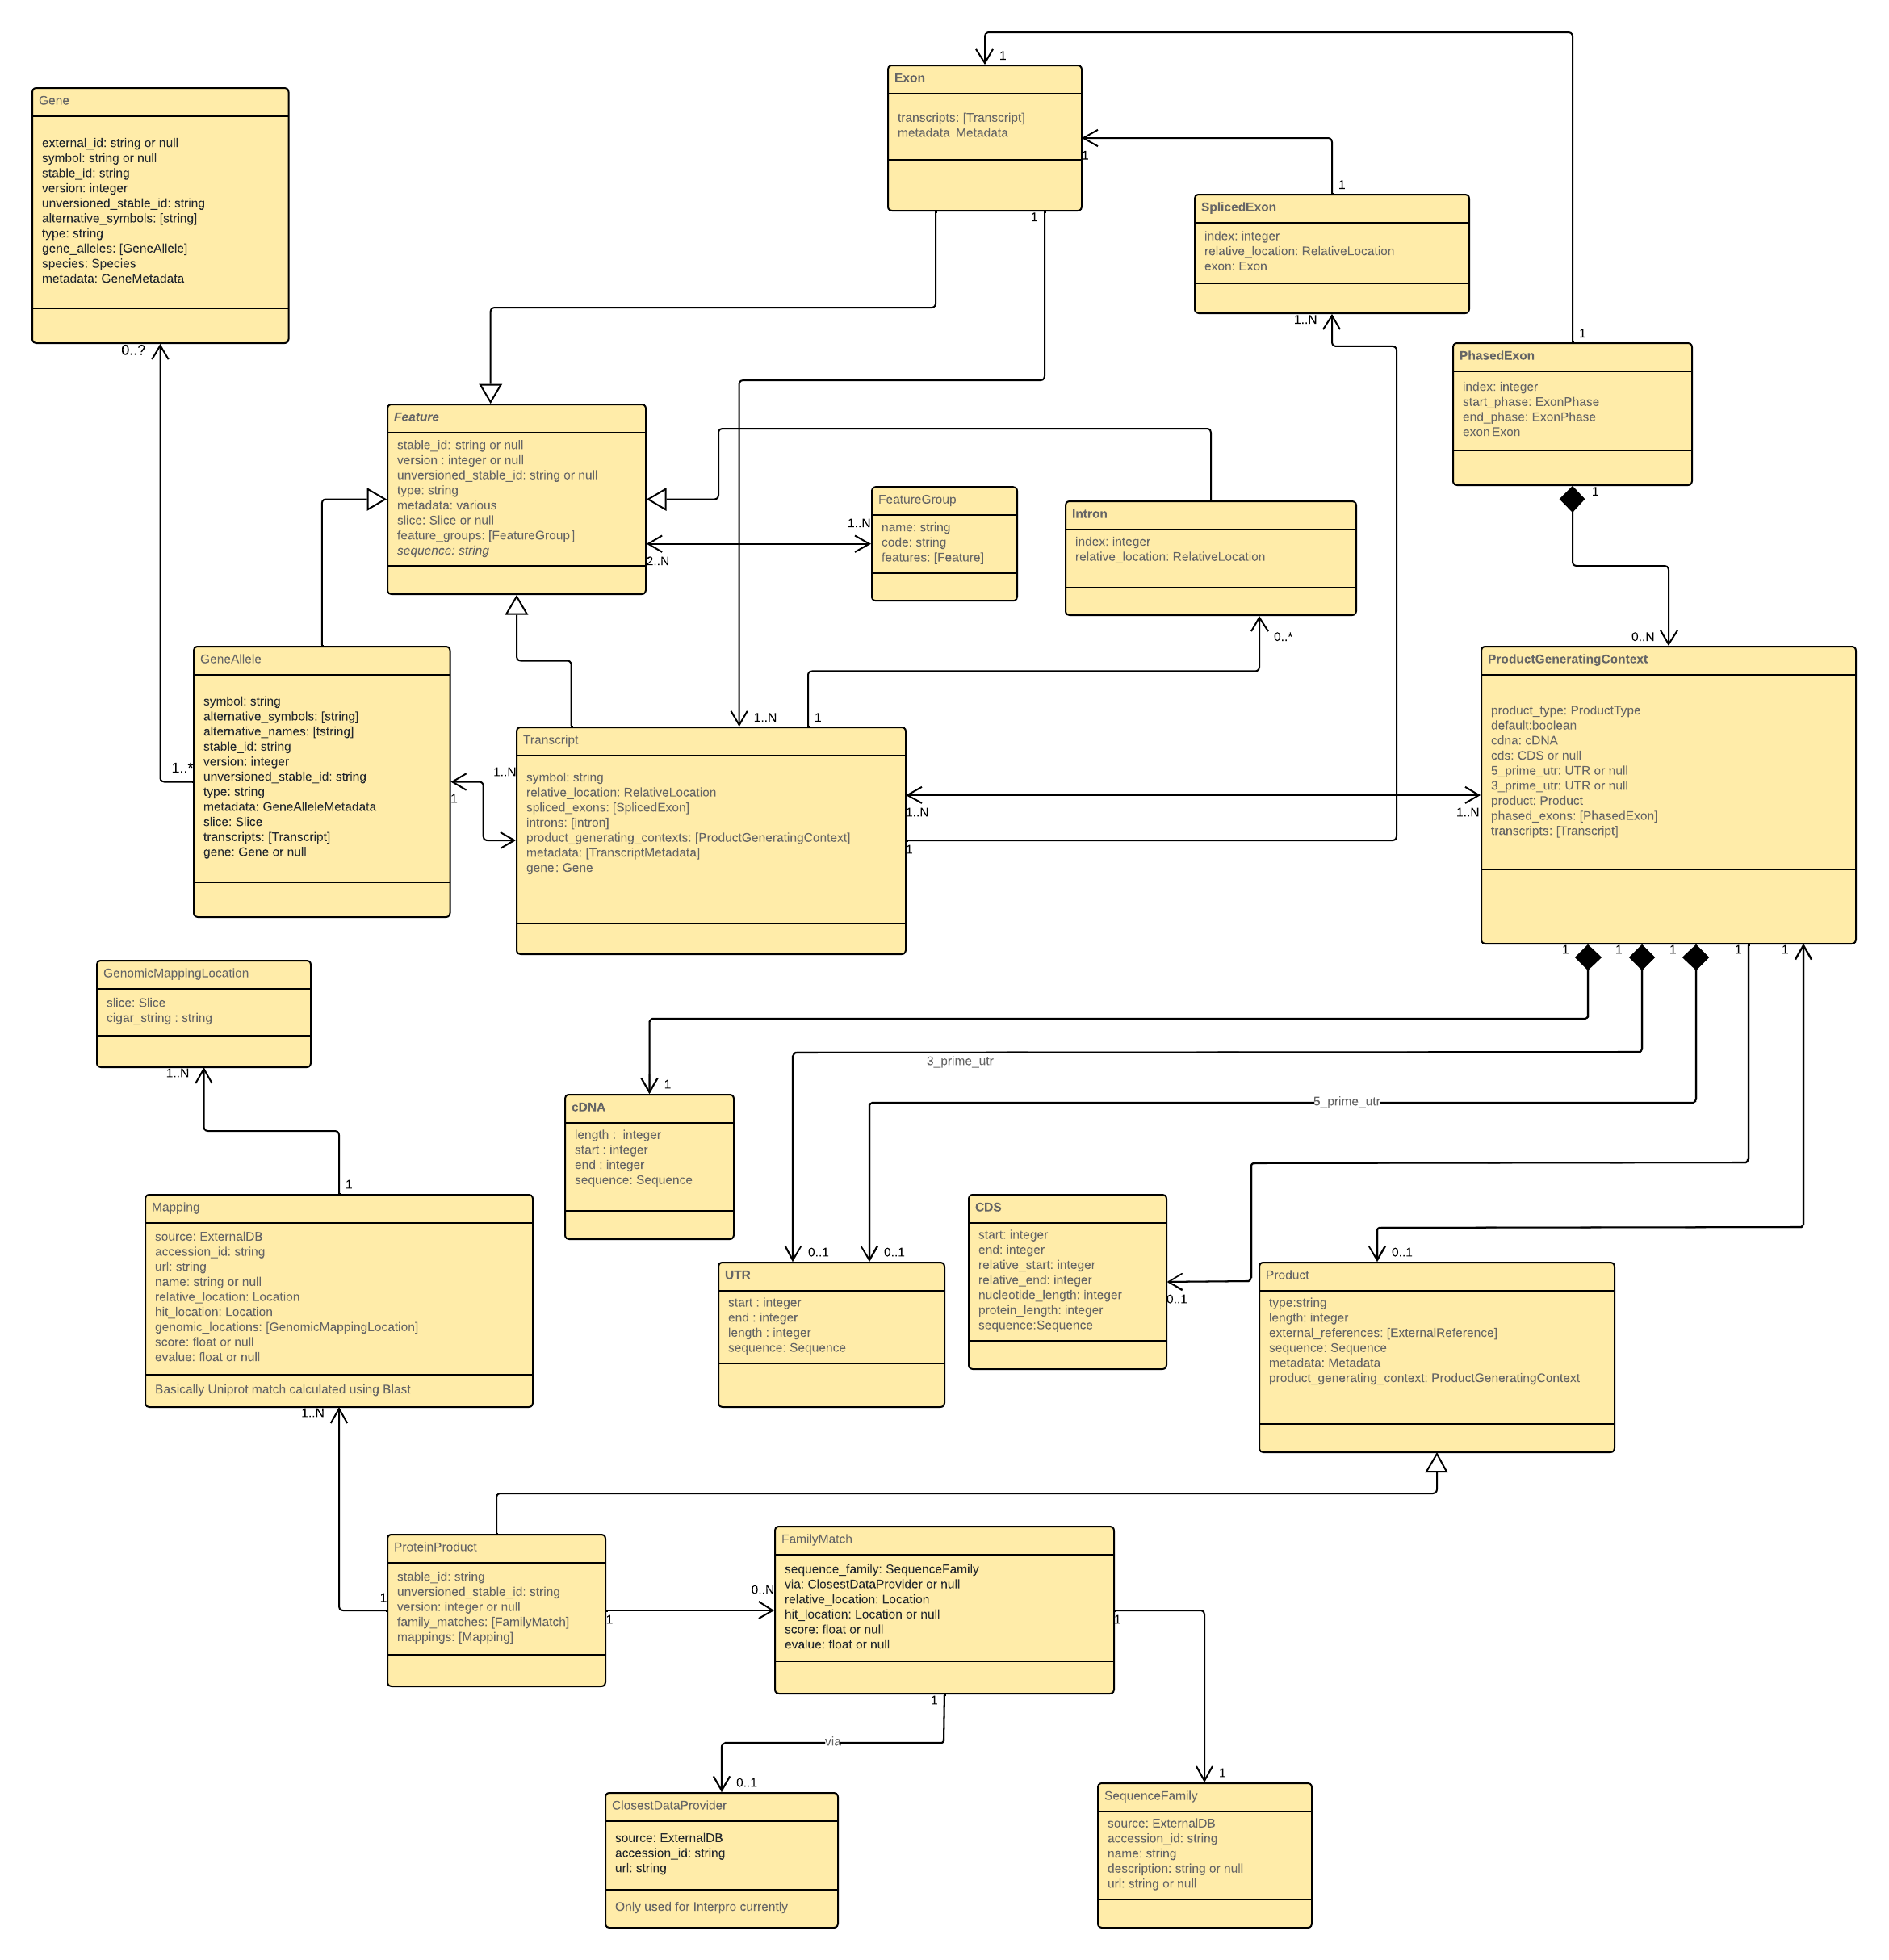 1
Exon
transcripts: [Transcript]
metadata  Metadata
1
1
Gene
external_id: string or null
symbol: string or null
stable_id: string
version: integer
unversioned_stable_id: string
alternative_symbols: [string]
type: string
gene_alleles: [GeneAllele]
species: Species
metadata: GeneMetadata
0..?
1
SplicedExon
index: integer
relative_location: RelativeLocation
exon: Exon
1..N
1
PhasedExon
index: integer
start_phase: ExonPhase
end_phase: ExonPhase
exon Exon
1
Feature
stable_id: string or null
version : integer or null
unversioned_stable_id: string or null
type: string
metadata: various
slice: Slice or null
feature_groups: [FeatureGroup]
sequence: string
2..N
1..N
FeatureGroup
name: string
code: string
features: [Feature]
Intron
index: integer
relative_location: RelativeLocation
0..*
0..N
GeneAllele
symbol: string
alternative_symbols: [string]
alternative_names: [tstring]
stable_id: string
version: integer
unversioned_stable_id: string
type: string
metadata: GeneAlleleMetadata
slice: Slice
transcripts: [Transcript]
gene: Gene or null
1..*
1
1..N
1..N
1
Transcript
symbol: string
relative_location: RelativeLocation
spliced_exons: [SplicedExon]
introns: [intron]
product_generating_contexts: [ProductGeneratingContext]
metadata: [TranscriptMetadata]
gene: Gene
1..N
1
1..N
ProductGeneratingContext
product_type: ProductType
default:boolean
cdna: cDNA
cds: CDS or null
5_prime_utr: UTR or null
3_prime_utr: UTR or null
product: Product
phased_exons: [PhasedExon]
transcripts: [Transcript]
1
1
1
1
1
GenomicMappingLocation
slice: Slice
cigar_string : string
1..N
3_prime_utr
5_prime_utr
1
cDNA
length :  integer
start : integer
end : integer
sequence: Sequence
1
Mapping
source: ExternalDB
accession_id: string
url: string
name: string or null
relative_location: Location
hit_location: Location
genomic_locations: [GenomicMappingLocation]
score: float or null
evalue: float or null
Basically Uniprot match calculated using Blast
1..N
0..1
0..1
UTR
start : integer
end : integer
length : integer
sequence: Sequence
CDS
start: integer
end: integer
relative_start: integer
relative_end: integer
nucleotide_length: integer
protein_length: integer
sequence:Sequence
0..1
0..1
Product
type:string
length: integer
external_references: [ExternalReference]
sequence: Sequence
metadata: Metadata
product_generating_context: ProductGeneratingContext
ProteinProduct
stable_id: string
unversioned_stable_id: string
version: integer or null
family_matches: [FamilyMatch]
mappings: [Mapping]
1
1
0..N
FamilyMatch
sequence_family: SequenceFamily
via: ClosestDataProvider or null
relative_location: Location
hit_location: Location or null
score: float or null
evalue: float or null
1
1
via
0..1
ClosestDataProvider
source: ExternalDB
accession_id: string
url: string
Only used for Interpro currently
1
SequenceFamily
source: ExternalDB
accession_id: string
name: string
description: string or null
url: string or null